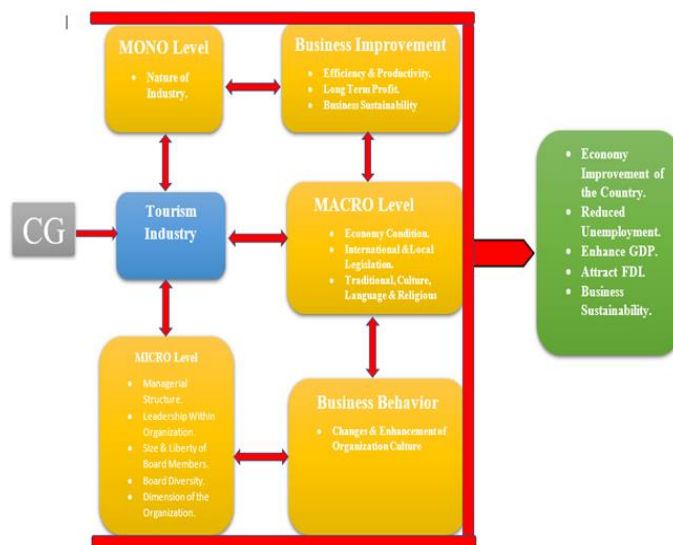 MONO Level
• Nature of
Industry.
Business Improvement
• Efficiency & Productivity.
• Long Term Profit.
• Business Sustainability
CG
Tourism
Industry
MACRO Level
• Economy Condition.
• International &Local
Legislation.
• Traditional, Culture,
Language & Religious
MICRO Level
• Managerial
Structure.
• Leadership Within
Organization.
• Size & Liberty of
Board Members.
• Board Diversity.
• Dimension of the
Organization.
Business Behavior
• Changes & Enhancement of
Organization Culture
• Economy
Improvement of
the Country.
• Reduced
Unemployment.
• Enhance GDP.
• Attract FDI.
• Business
Sustainability.